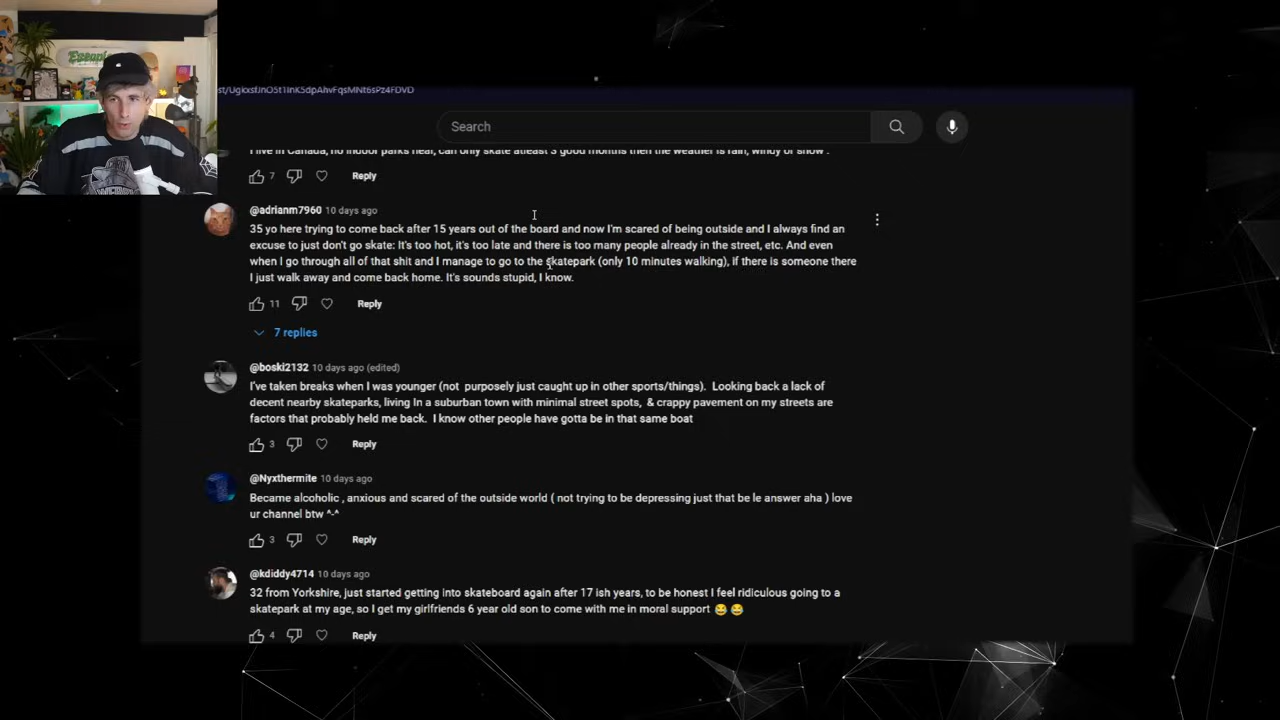 st/UgkxsfJnO5t1InK5dpAhvFqsMNt6sPz4FDVD
Search
I live in Canada, no indoor parks near, can only skate atleast 3 good months then the weather is rain, windy or snow .
7 Reply
@adrianm7960 10 days ago
35 yo here trying to come back after 15 years out of the board and now I'm scared of being outside and I always find an
excuse to just don't go skate: It's too hot, it's too late and there is too many people already in the street, etc. And even
when I go through all of that shit and I manage to go to the skatepark (only 10 minutes walking), if there is someone there
I just walk away and come back home. It's sounds stupid, I know.
11 Reply
7 replies
@boski2132 10 days ago (edited)
I've taken breaks when I was younger (not purposely just caught up in other sports/things). Looking back a lack of
decent nearby skateparks, living In a suburban town with minimal street spots, & crappy pavement on my streets are
factors that probably held me back. I know other people have gotta be in that same boat
3 Reply
@Nyxthermite 10 days ago
Became alcoholic , anxious and scared of the outside world ( not trying to be depressing just that be le answer aha ) love
ur channel btw ^-^
3 Reply
@kdiddy4714 10 days ago
32 from Yorkshire, just started getting into skateboard again after 17 ish years, to be honest I feel ridiculous going to a
skatepark at my age, so I get my girlfriends 6 year old son to come with me in moral support 😂 😂
4 Reply